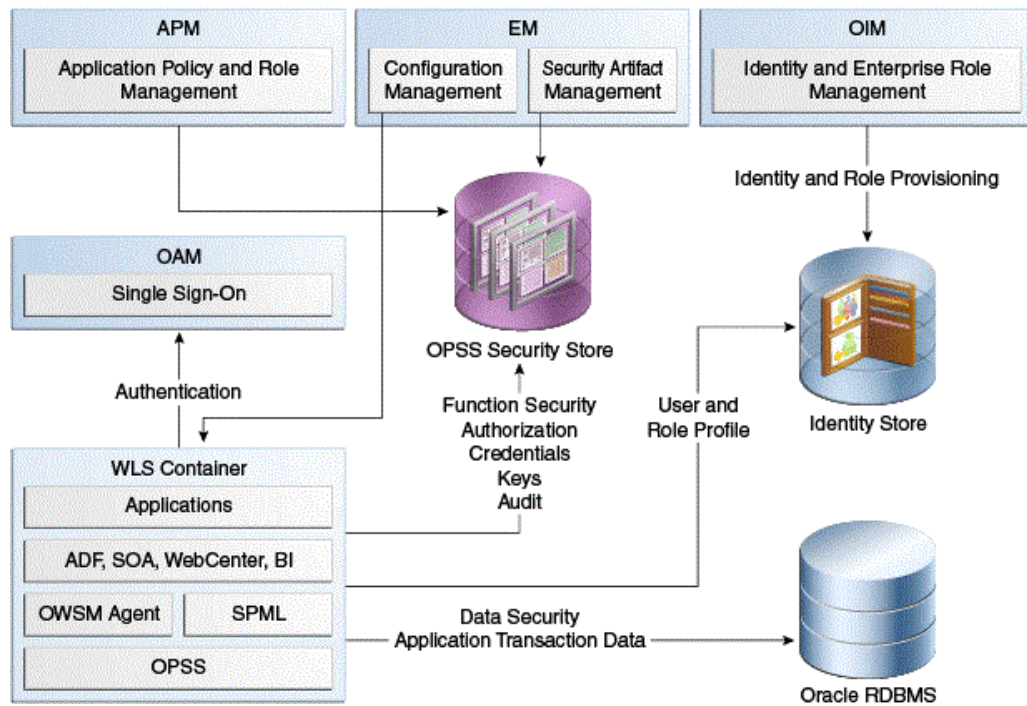 APM
Application Policy and Role
Management
EM
Configuration
Management
Security Artifact
Management
OIM
Identity and Enterprise Role
Management
Identity and Role Provisioning
OAM
Single Sign-On
OPSS Security Store
Authentication
Function Security
Authorization
Credentials
Keys
Audit
User and
Role Profile
Identity Store
WLS Container
Applications
ADF, SOA, WebCenter, BI
OWSM Agent
SPML
OPSS
Data Security
Application Transaction Data
Oracle RDBMS